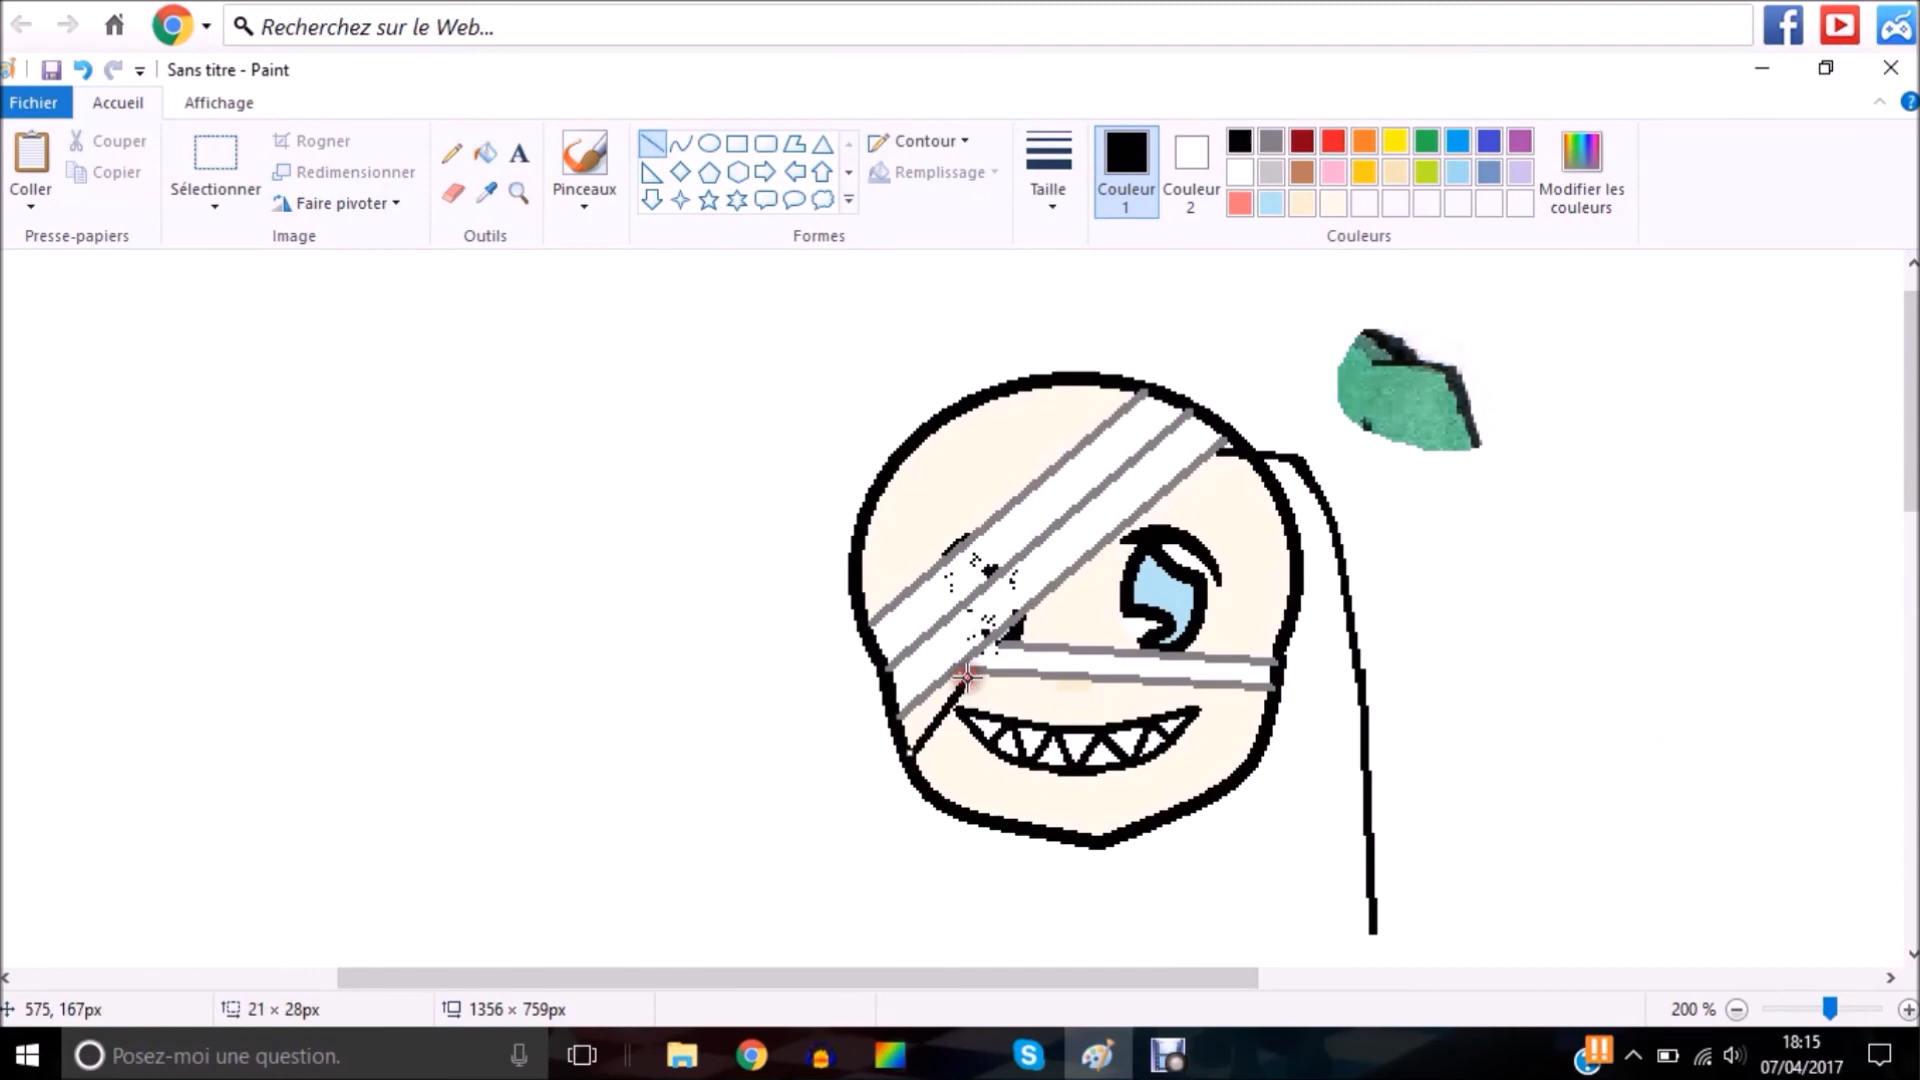 Recherchez sur le Web...
Sans titre - Paint
Fichier Accueil Affichage
Coller
Couper
Copier
Presse-papiers
Sélectionner
Rogner
Redimensionner
Faire pivoter
Image
A
Outils
Pinceaux
Contour
Remplissage
Formes
Taille
Couleur 1
Couleur 2
Modifier les couleurs
Couleurs
575, 167px 21 × 28px 1356 × 759px 200 %
Posez-moi une question.
18:15
07/04/2017